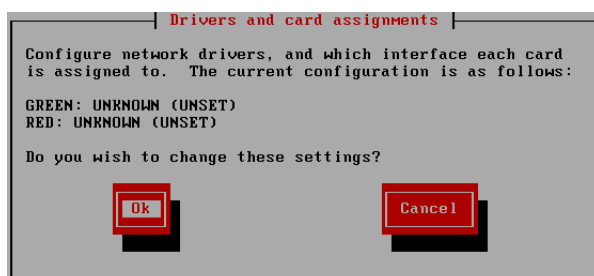 Drivers and card assignments
Configure network drivers, and which interface each card
is assigned to.  The current configuration is as follows:
GREEN: UNKNOWN (UNSET)
RED: UNKNOWN (UNSET)
Do you wish to change these settings?
Ok Cancel